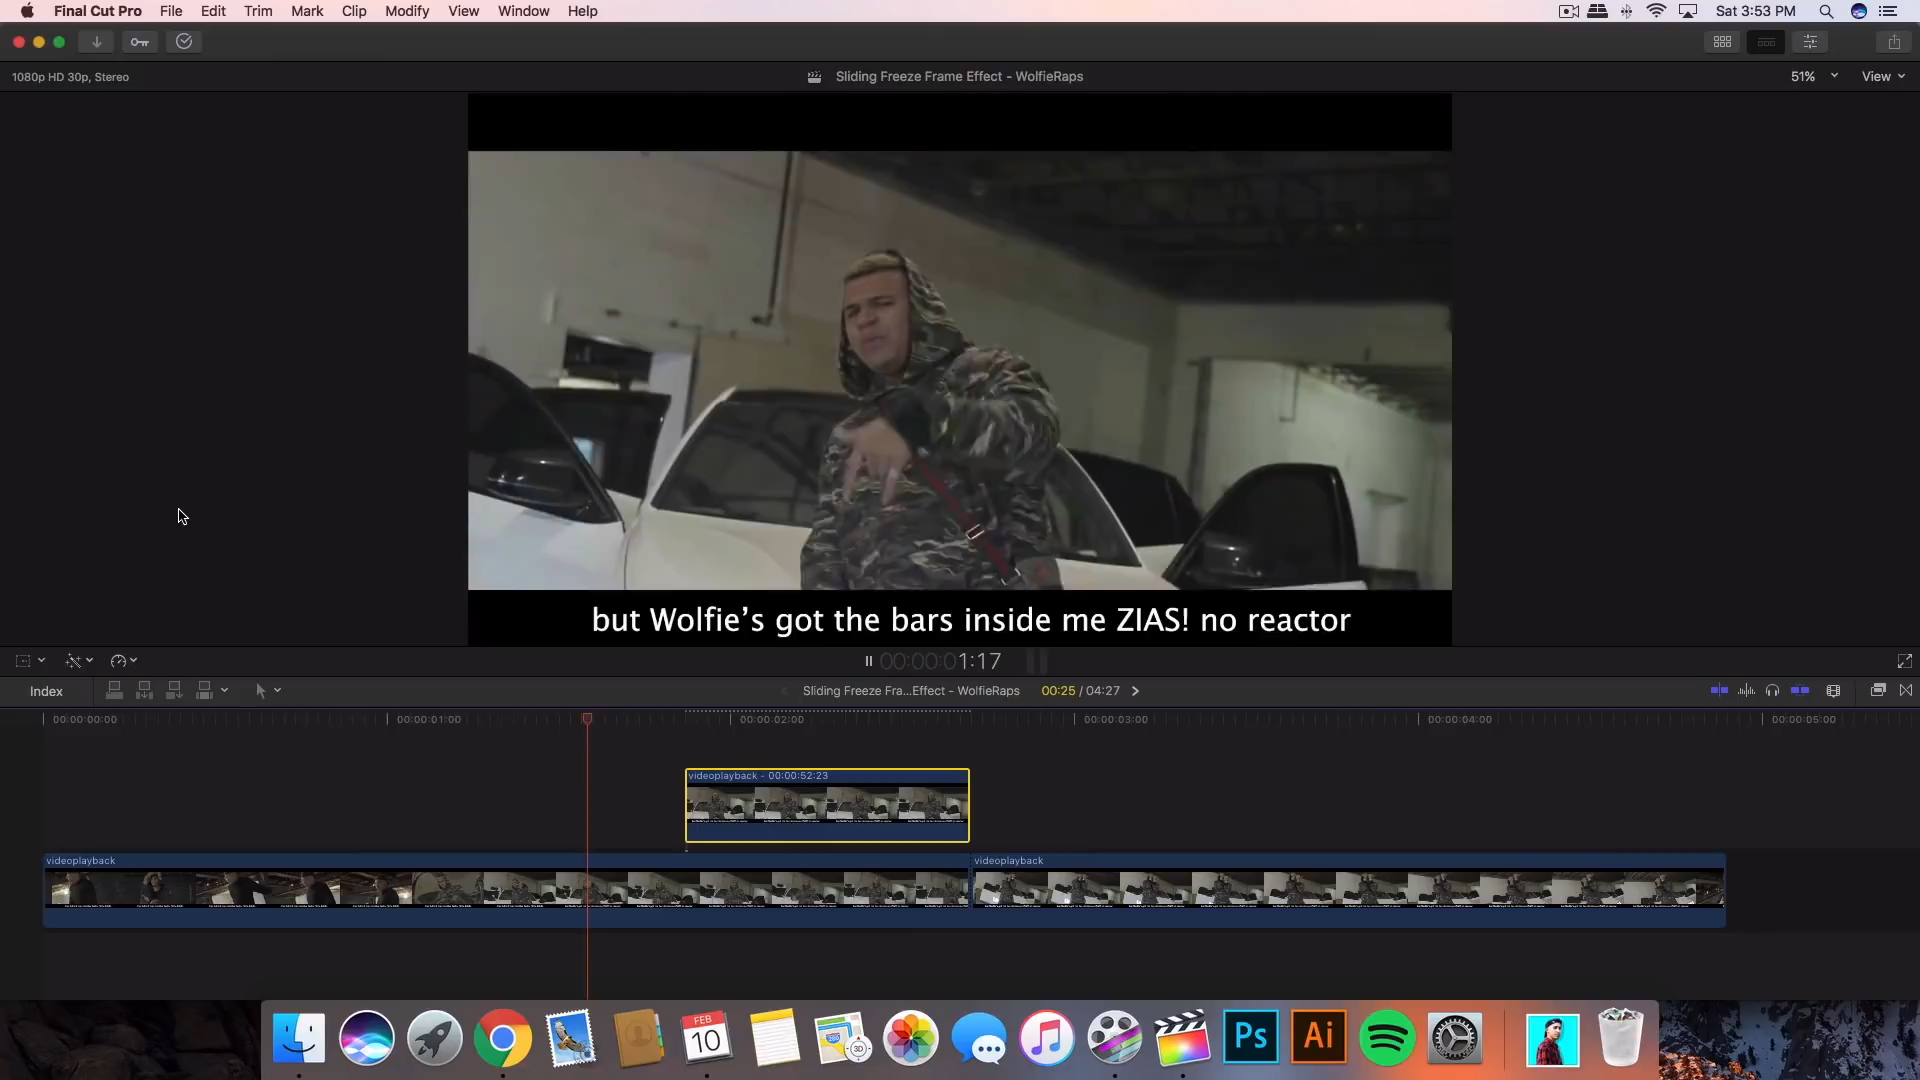 Final Cut Pro File Edit Trim Mark Clip Modify View Window Help Sat 3:53 PM
1080p HD 30p, Stereo Sliding Freeze Frame Effect - WolfieRaps 51% View
but Wolfie’s got the bars inside me ZIAS! no reactor
00:00:01:17
Index Sliding Freeze Fra...Effect - WolfieRaps 00:25 / 04:27
00:00:00:00 00:00:01:00 00:00:02:00 00:00:03:00 00:00:04:00 00:00:05:00
videoplayback - 00:00:52:23
videoplayback videoplayback
FEB
10
280
3D
Ps Ai